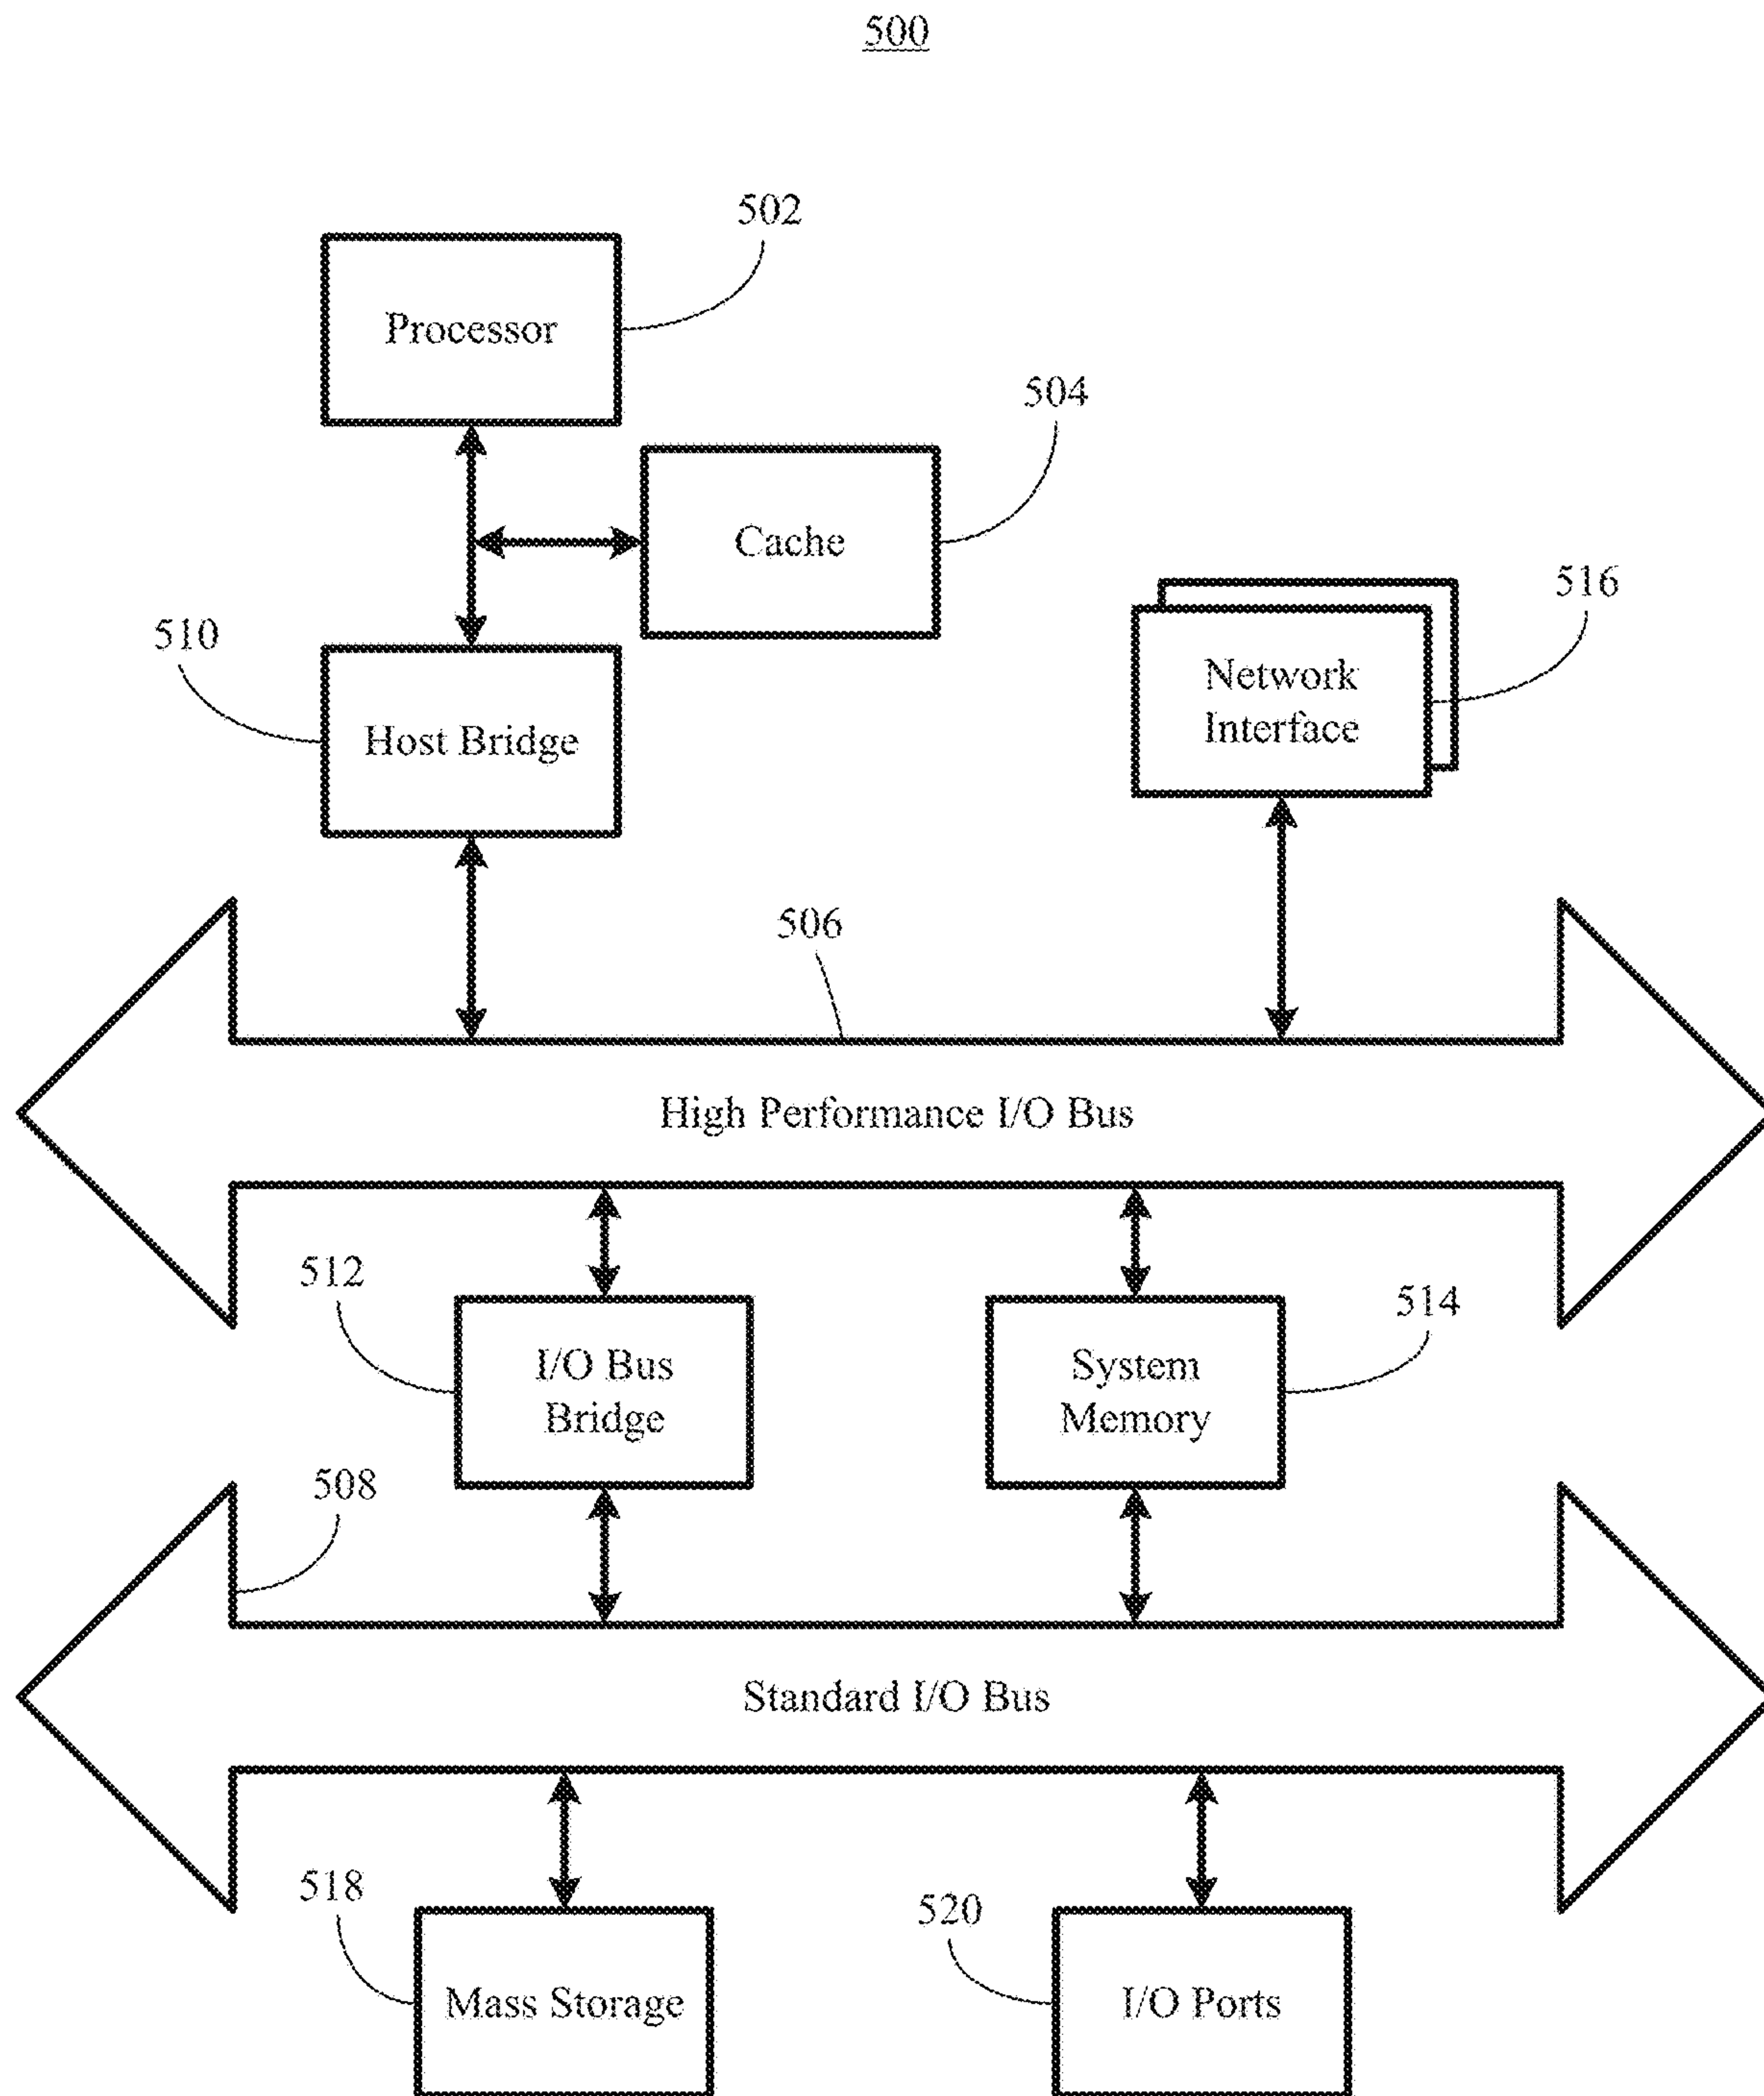 500
502
Processor
504
Cache
516
510
Network
Interface
Host Bridge
506
High Performance I/O Bus
512
514
I/O Bus
Bridge
System
Memory
508
Standard I/O Bus
518
520
Mass Storage
I/O Ports